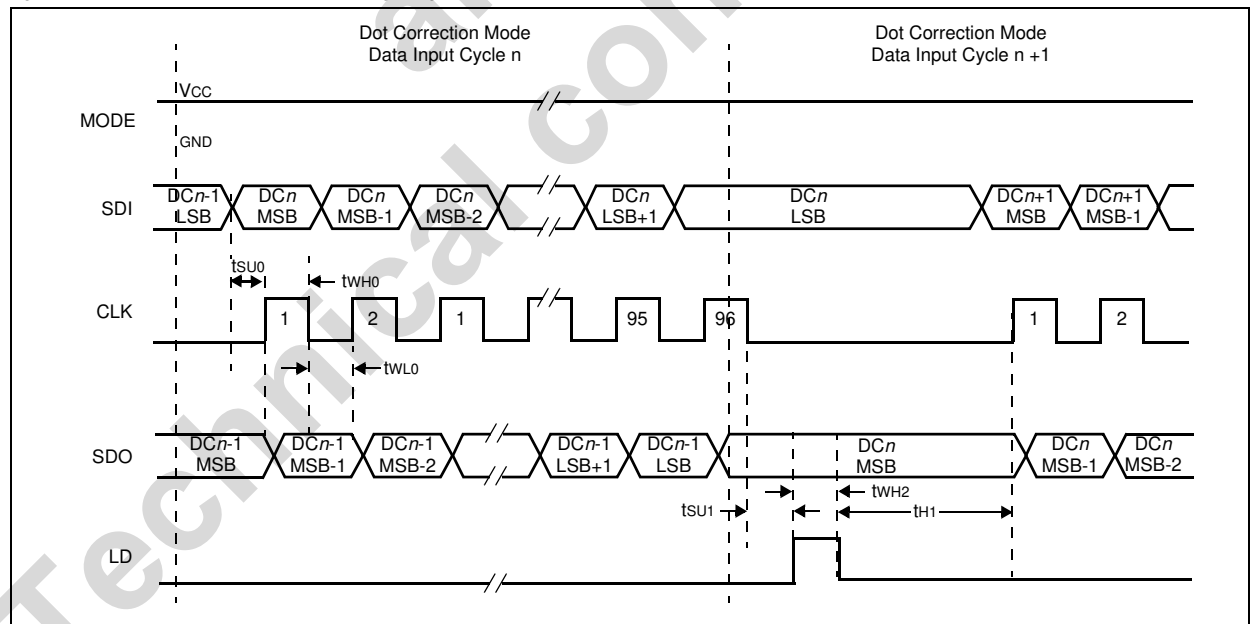 Dot Correction Mode
Data Input Cycle n
Dot Correction Mode
Data Input Cycle n +1
VCC
MODE
GND
SDI
DCn-1
LSB
DCn
MSB
DCn
MSB-1
DCn
MSB-2
DCn
LSB+1
DCn
LSB
DCn+1
MSB
DCn+1
MSB-1
tSU0
tWH0
CLK
1
2
1
95
96
1
2
tWL0
SDO
DCn-1
MSB
DCn-1
MSB-1
DCn-1
MSB-2
DCn-1
LSB+1
DCn-1
LSB
DCn
MSB
DCn
MSB-1
DCn
MSB-2
tWH2
tSU1
tH1
LD
Technical